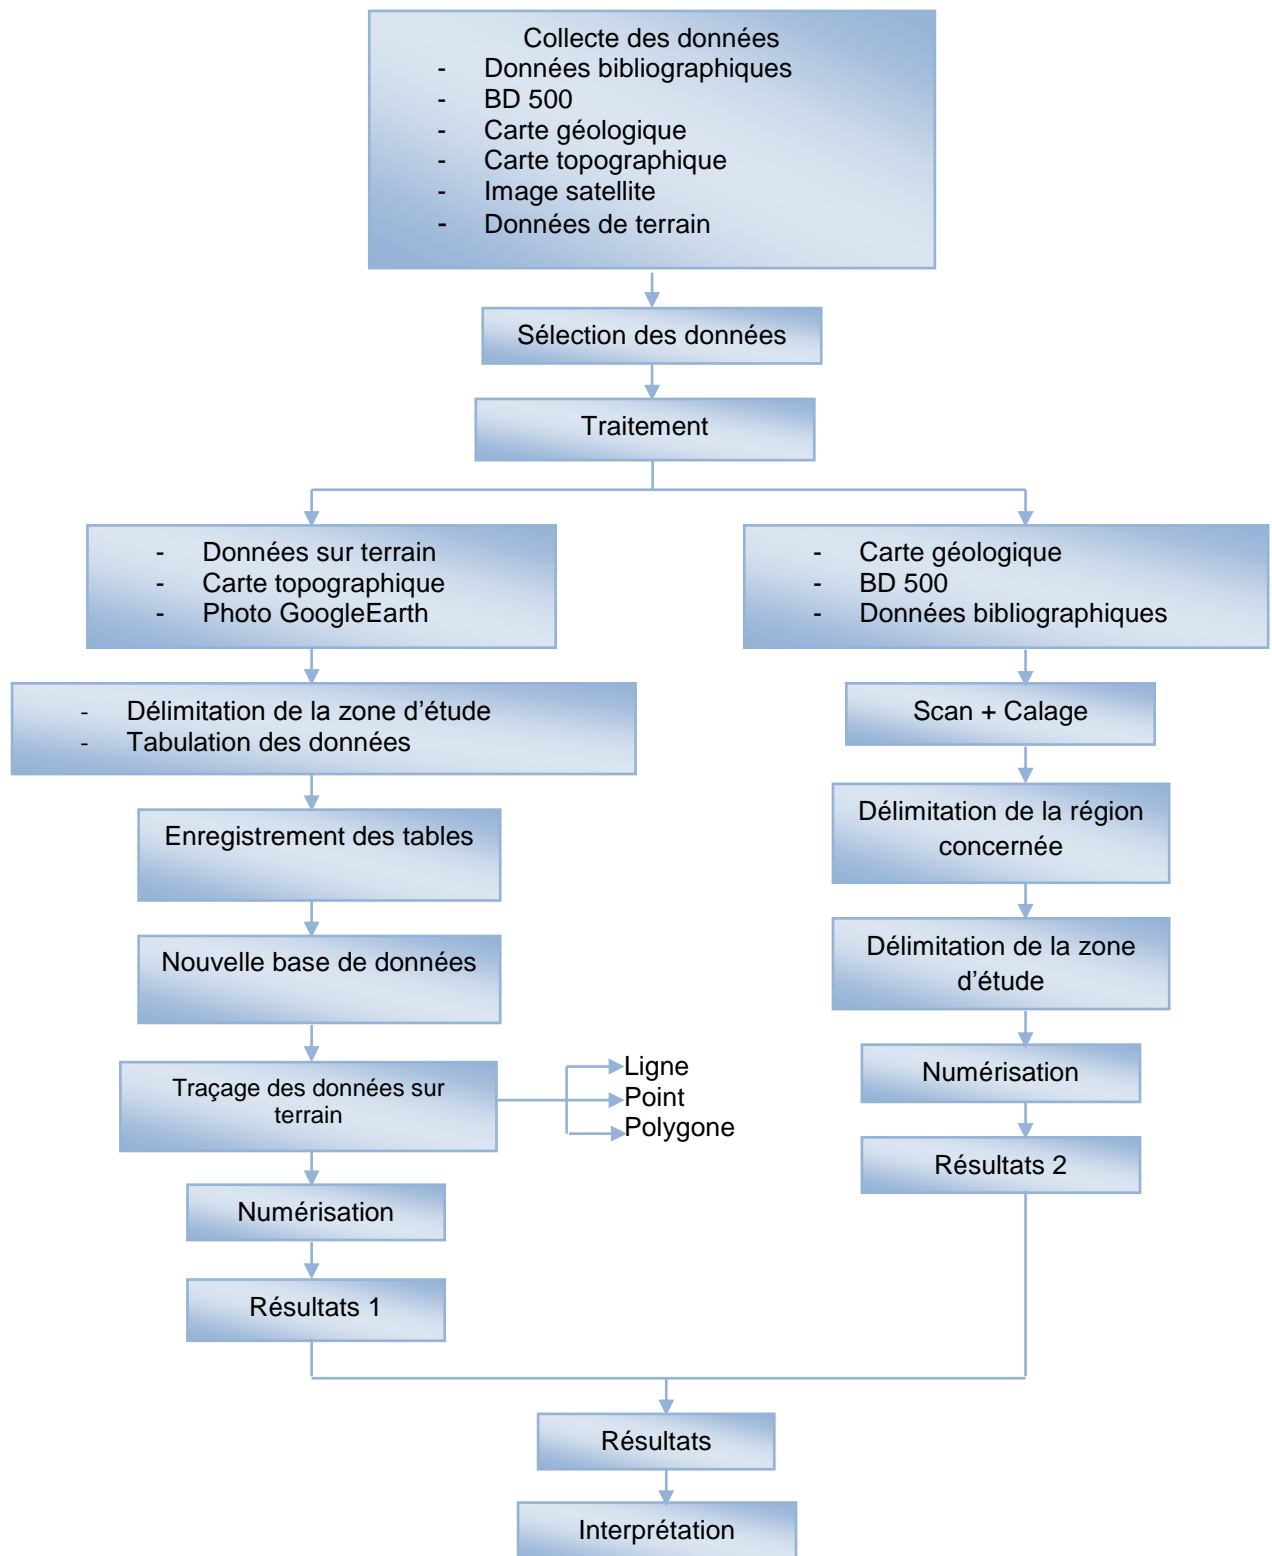 Collecte des données
- Données bibliographiques
- BD 500
- Carte géologique
- Carte topographique
- Image satellite
- Données de terrain
Sélection des données
Traitement
- Données sur terrain
- Carte topographique
- Photo GoogleEarth
- Délimitation de la zone d'étude
- Tabulation des données
Enregistrement des tables
Nouvelle base de données
Traçage des données sur
terrain
Ligne
Point
Polygone
Numérisation
Résultats 1
- Carte géologique
- BD 500
- Données bibliographiques
Scan + Calage
Délimitation de la région
concernée
Délimitation de la zone
d'étude
Numérisation
Résultats 2
Résultats
Interprétation